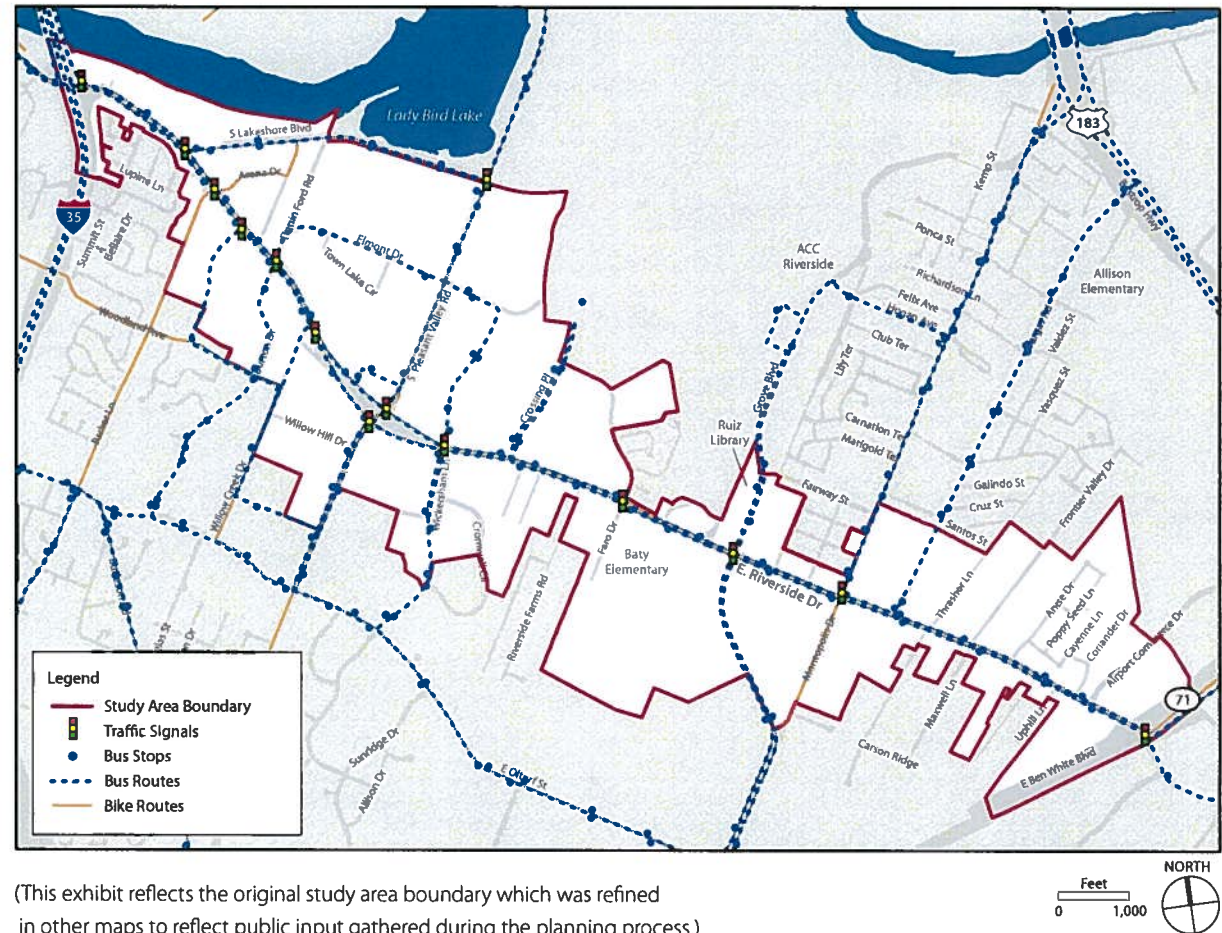 Lady Bird Lake
S Lakeshore Blvd
183
Lupine Ln
Arena Dr
Kemp St
35
Summit St
Bellaire Dr
Elmont Dr
Town Lake Cir
Ponca St
ACC
Riverside
Allison
Elementary
Richardson Ln
Felix Ave
Hogan Ave
S Pleasant Valley Rd
Woodland Ave
Club Ter
Lily Ter
Valdez St
Vasquez St
Crossing Pl
Grove Blvd
Willow Hill Dr
Ruiz
Library
Carnation Te
Marigold Te
Fairway St
Galindo St
Cruz St
Frontier Valley Dr
Willow Creek Dr
Wickersham Ln
Cromwell Cir
Faro Dr
Santos St
Baty
Elementary
E. Riverside Dr
Riverside Farms Rd
Thrasher Ln
Anise Dr
Poppy Seed Ln
Cayenne Ln
Coriander Dr
Airport Commerce Dr
Montopolis Dr
Maxwell Ln
Uphill Ln
71
Carson Ridge
E Ben White Blvd
Sunridge Dr
Allison Dr
E Oltorf St
Legend
Study Area Boundary
Traffic Signals
Bus Stops
Bus Routes
Bike Routes
(This exhibit reflects the original study area boundary which was refined
in other maps to reflect public input gathered during the planning process.)
Feet
0 1,000
NORTH